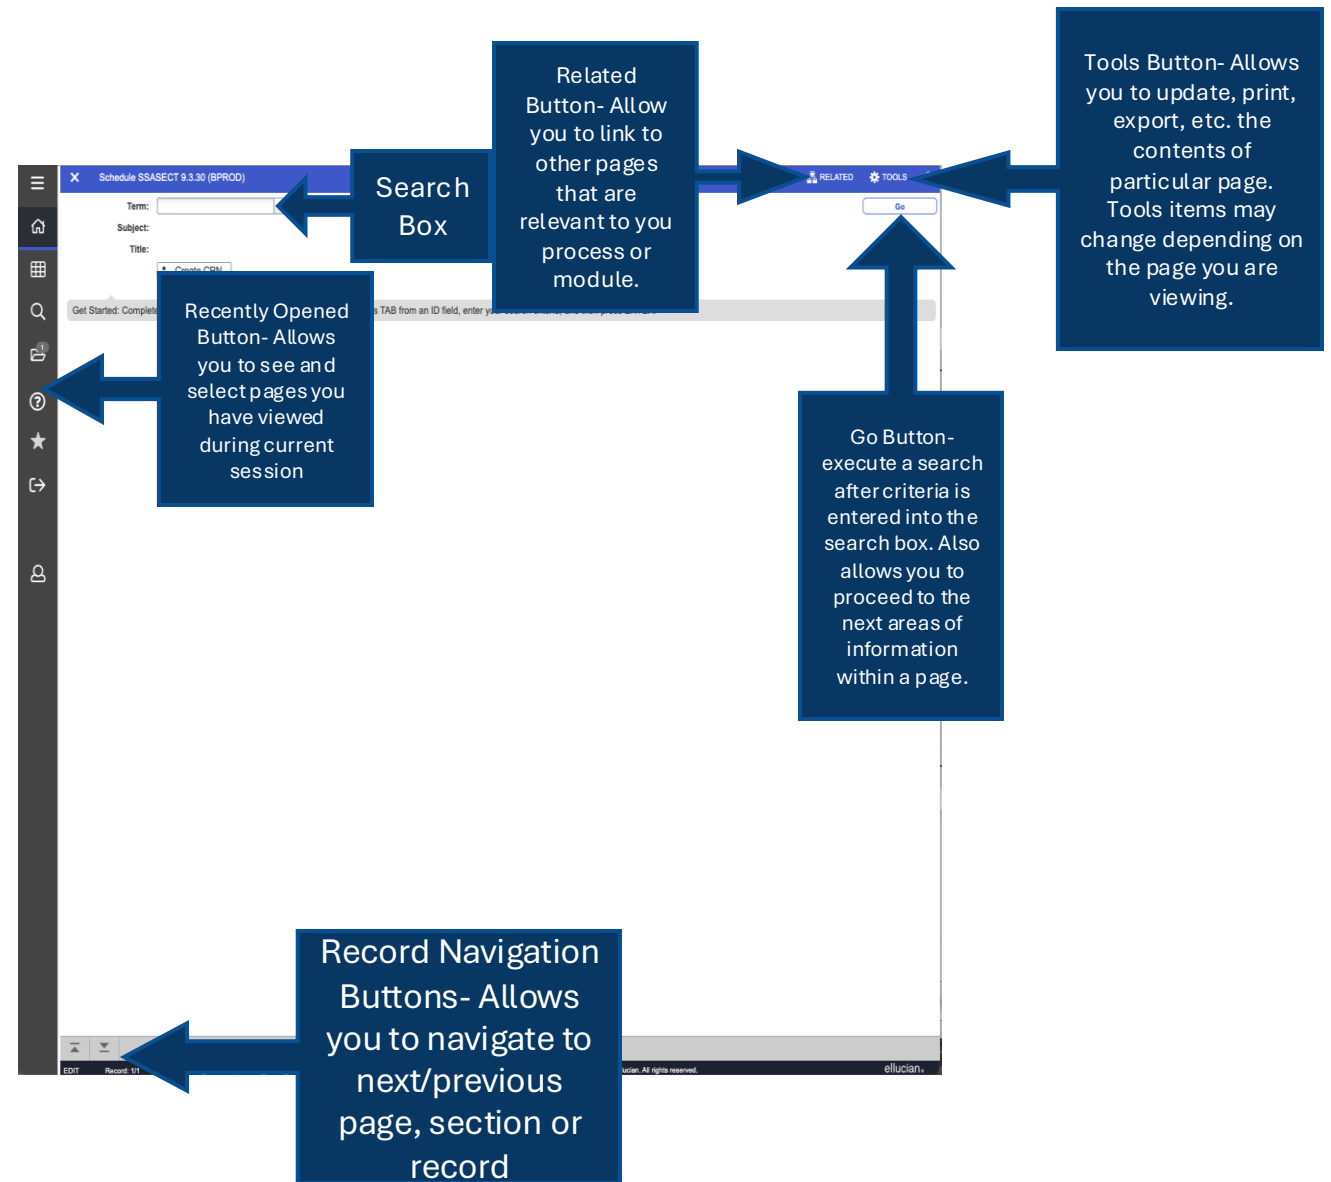 Related
Button- Allow
you to link to
other pages
that are
relevant to you
process or
module.
Tools Button- Allows
you to update, print,
export, etc. the
contents of
particular page.
Tools items may
change depending on
the page you are
viewing.
Schedule SSASECT 9.3.30 (BPROD)
RELATED
TOOLS
Search
Box
Term:
Go
Subject:
Title:
Create CRN
Get Started: Complete
s TAB from an ID field, enter
1
Recently Opened
Button- Allows
you to see and
select pages you
have viewed
during current
session
Go Button-
execute a search
after criteria is
entered into the
search box. Also
allows you to
proceed to the
next areas of
information
within a page.
Record Navigation
Buttons- Allows
you to navigate to
next/previous
page, section or
record
EDIT Record: 1/1
All rights reserved.
ellucian.